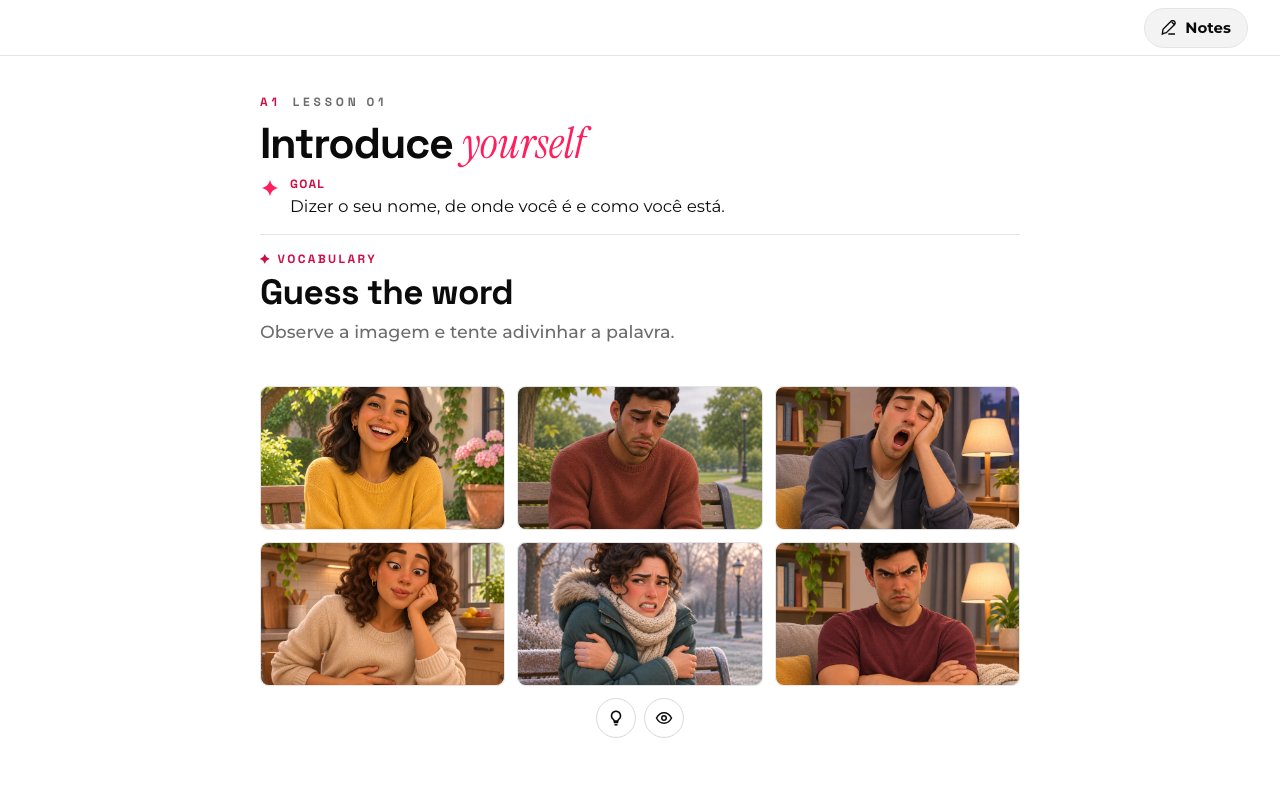 Notes
A1 LESSON 01
Introduce yourself
GOAL
Dizer o seu nome, de onde você é e como você está.
VOCABULARY
Guess the word
Observe a imagem e tente adivinhar a palavra.